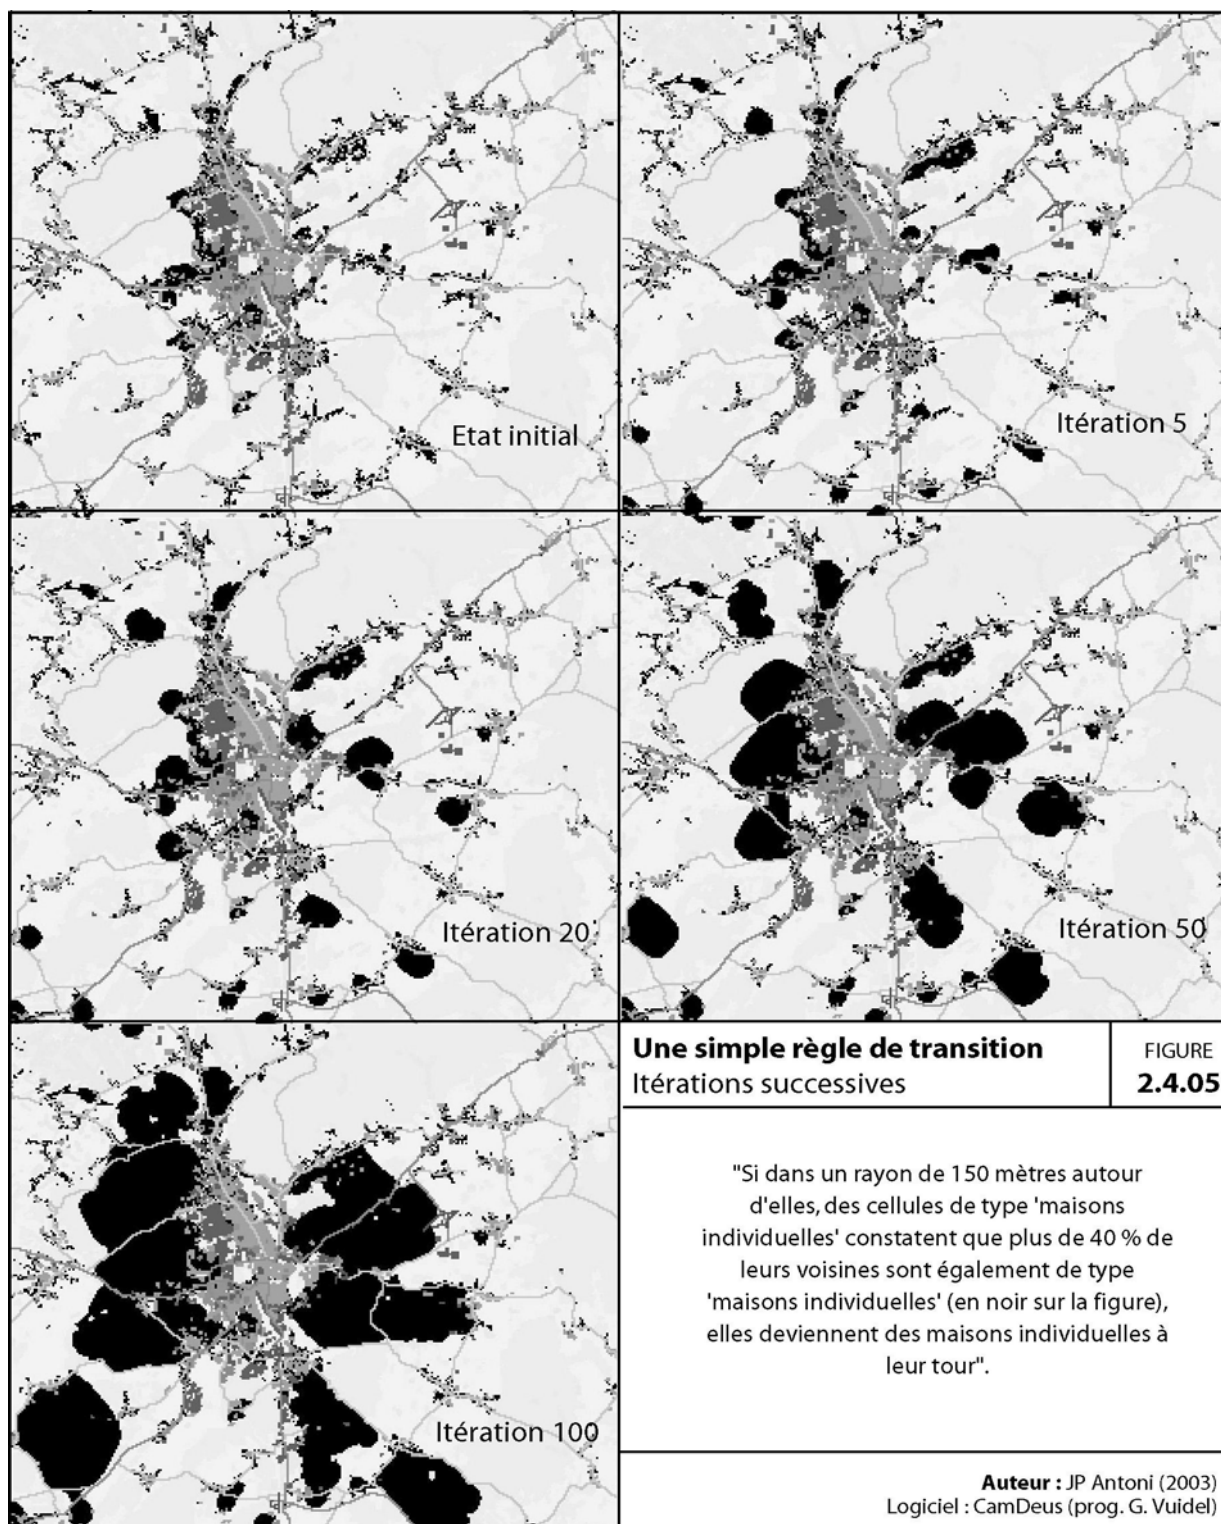 Etat initial
Itération 5
Itération 20
Itération 50
Itération 100
Une simple règle de transition
Itérations successives
FIGURE
2.4.05
"Si dans un rayon de 150 mètres autour
d'elles, des cellules de type 'maisons
individuelles' constatent que plus de 40 % de
leurs voisines sont également de type
'maisons individuelles' (en noir sur la figure),
elles deviennent des maisons individuelles à
leur tour".
Auteur : JP Antoni (2003)
Logiciel : CamDeus (prog. G. Vuidel)